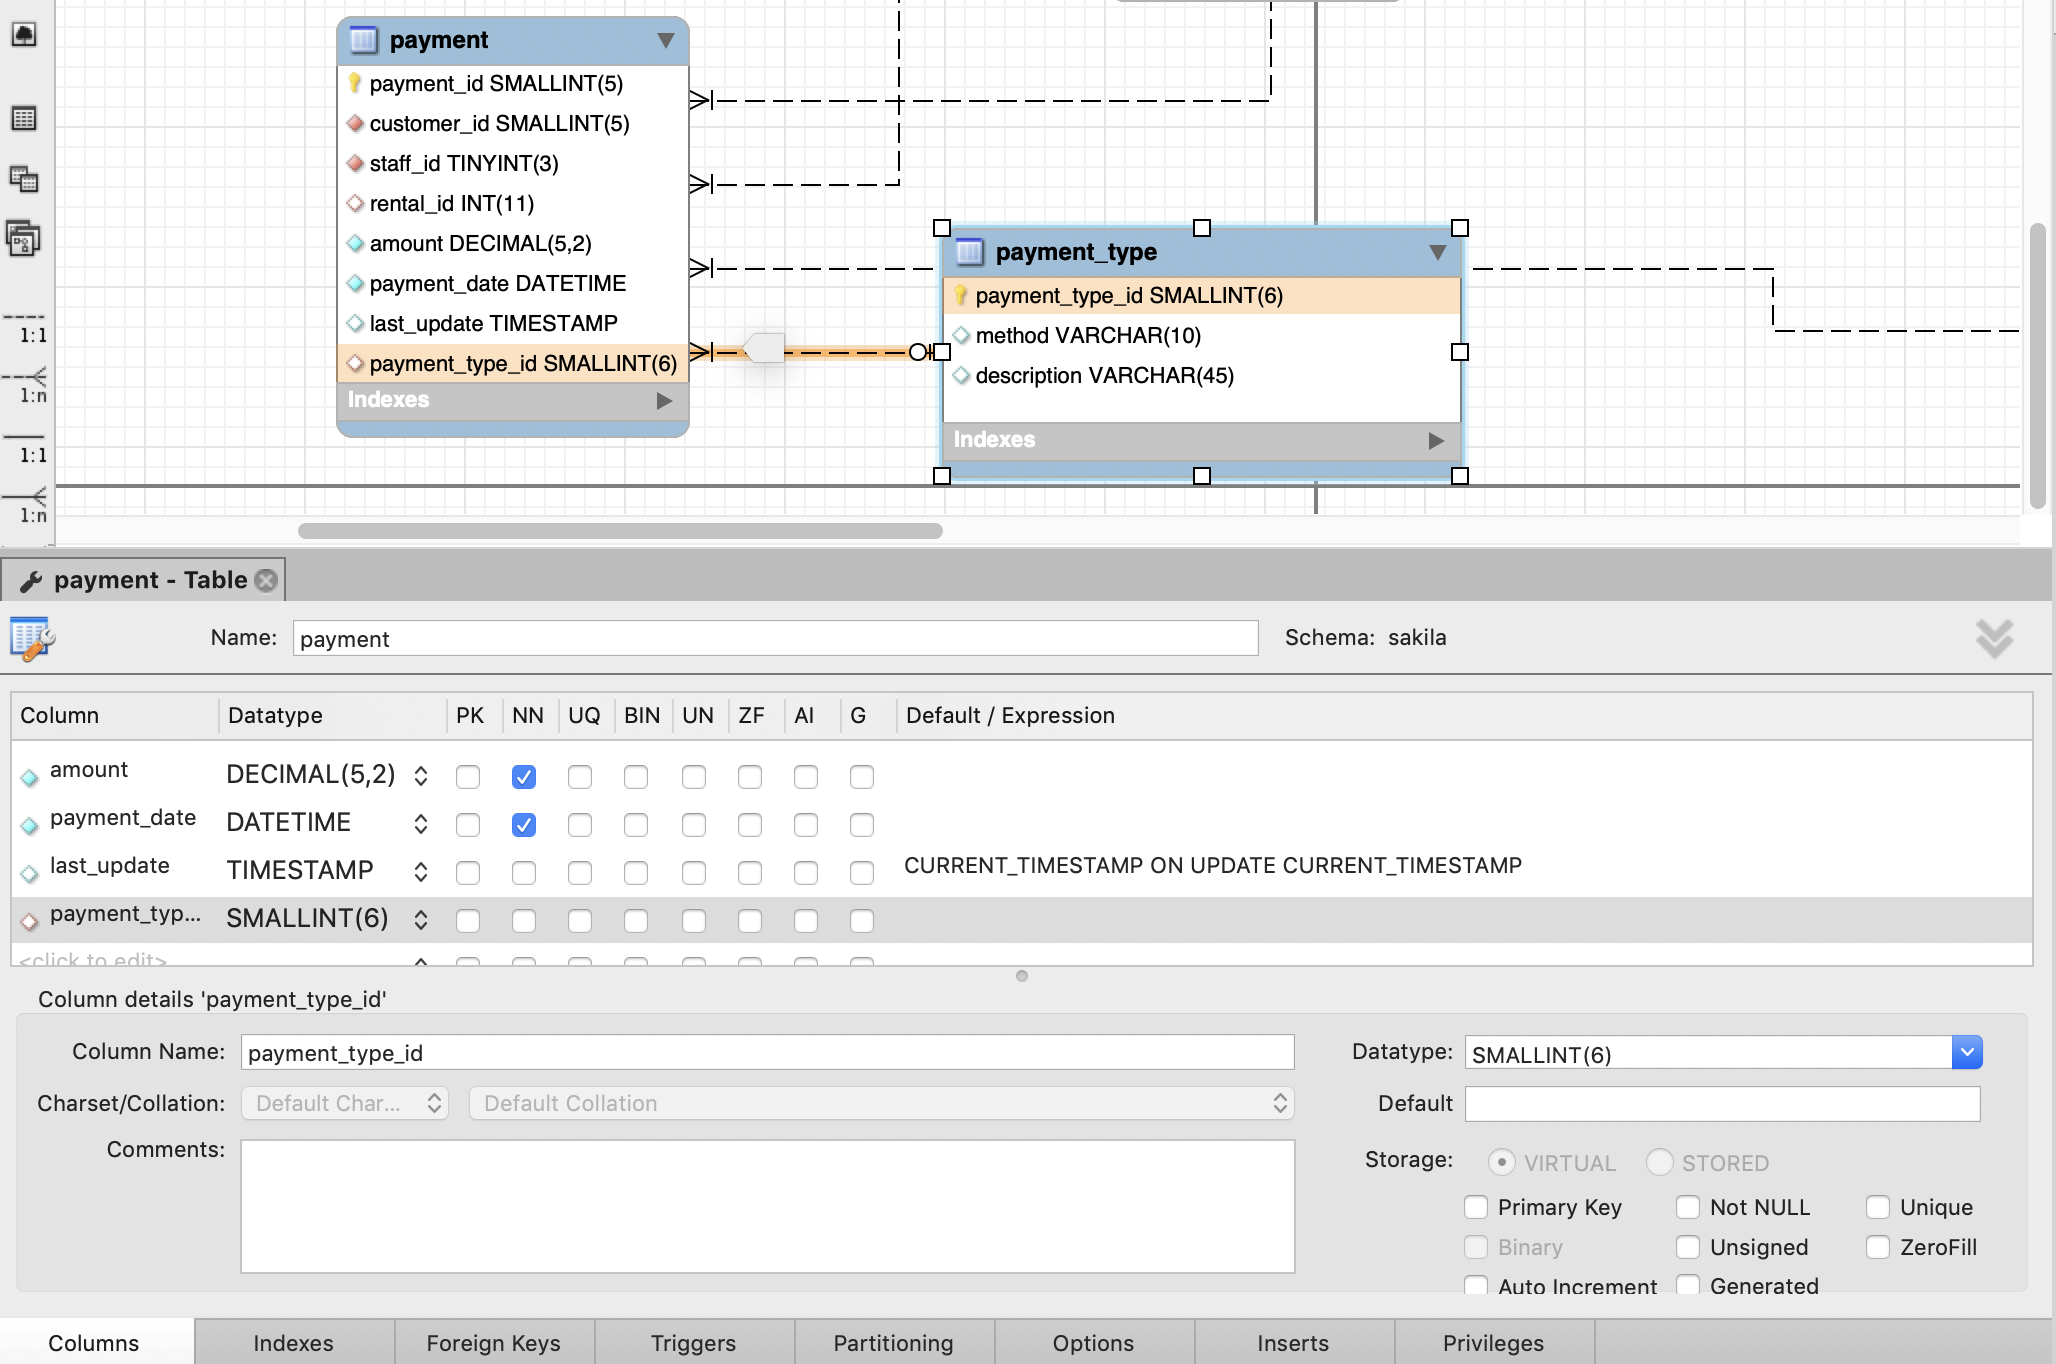 payment
payment_id SMALLINT(5)
customer_id SMALLINT(5)
staff_id TINYINT(3)
rental_id INT(11)
amount DECIMAL(5,2)
payment_date DATETIME
last_update TIMESTAMP
payment_type_id SMALLINT(6)
Indexes
payment_type
payment_type_id SMALLINT(6)
method VARCHAR(10)
description VARCHAR(45)
Indexes
1:1
1:n
1:1
1:n
payment - Table
Name: payment Schema: sakila
Column Datatype PK NN UQ BIN UN ZF AI G Default / Expression
amount DECIMAL(5,2)
payment_date DATETIME
last_update TIMESTAMP CURRENT_TIMESTAMP ON UPDATE CURRENT_TIMESTAMP
payment_typ... SMALLINT(6)
<click to edit>
Column details 'payment_type_id'
Column Name: payment_type_id Datatype: SMALLINT(6)
Charset/Collation: Default Char... Default Collation Default
Comments: Storage: VIRTUAL STORED
Primary Key Not NULL Unique
Binary Unsigned ZeroFill
Auto Increment Generated
Columns Indexes Foreign Keys Triggers Partitioning Options Inserts Privileges